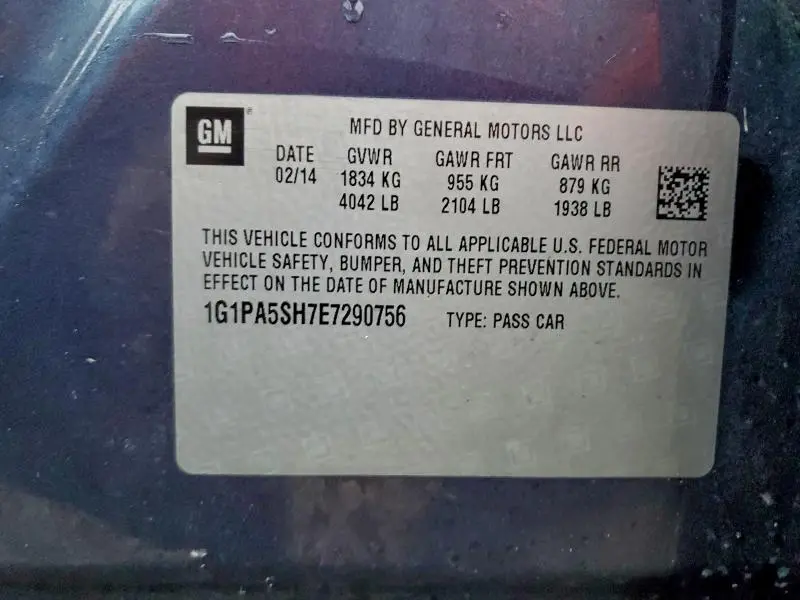 GM
MFD BY GENERAL MOTORS LLC
DATE GVWR GAWR FRT GAWR RR
02/14 1834 KG 955 KG 879 KG
4042 LB 2104 LB 1938 LB
THIS VEHICLE CONFORMS TO ALL APPLICABLE U.S. FEDERAL MOTOR
VEHICLE SAFETY, BUMPER, AND THEFT PREVENTION STANDARDS IN
EFFECT ON THE DATE OF MANUFACTURE SHOWN ABOVE.
1G1PA5SH7E7290756 TYPE: PASS CAR